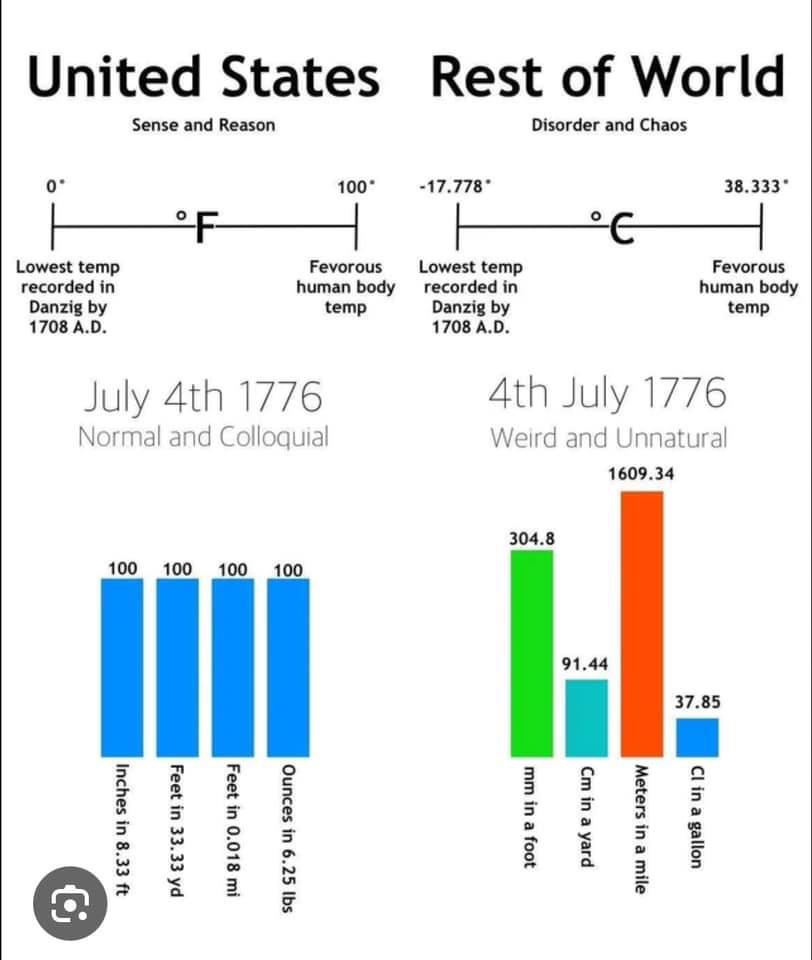 United States
Sense and Reason
0°
100°
°F
Lowest temp
recorded in
Danzig by
1708 A.D.
Fevorous
human body
temp
July 4th 1776
Normal and Colloquial
100
100
100
100
Inches in 8.33 ft
Feet in 33.33 yd
Feet in 0.018 mi
Ounces in 6.25 lbs
Rest of World
Disorder and Chaos
-17.778°
38.333°
°C
Lowest temp
recorded in
Danzig by
1708 A.D.
Fevorous
human body
temp
4th July 1776
Weird and Unnatural
304.8
91.44
1609.34
37.85
mm in a foot
Cm in a yard
Meters in a mile
Cl in a gallon